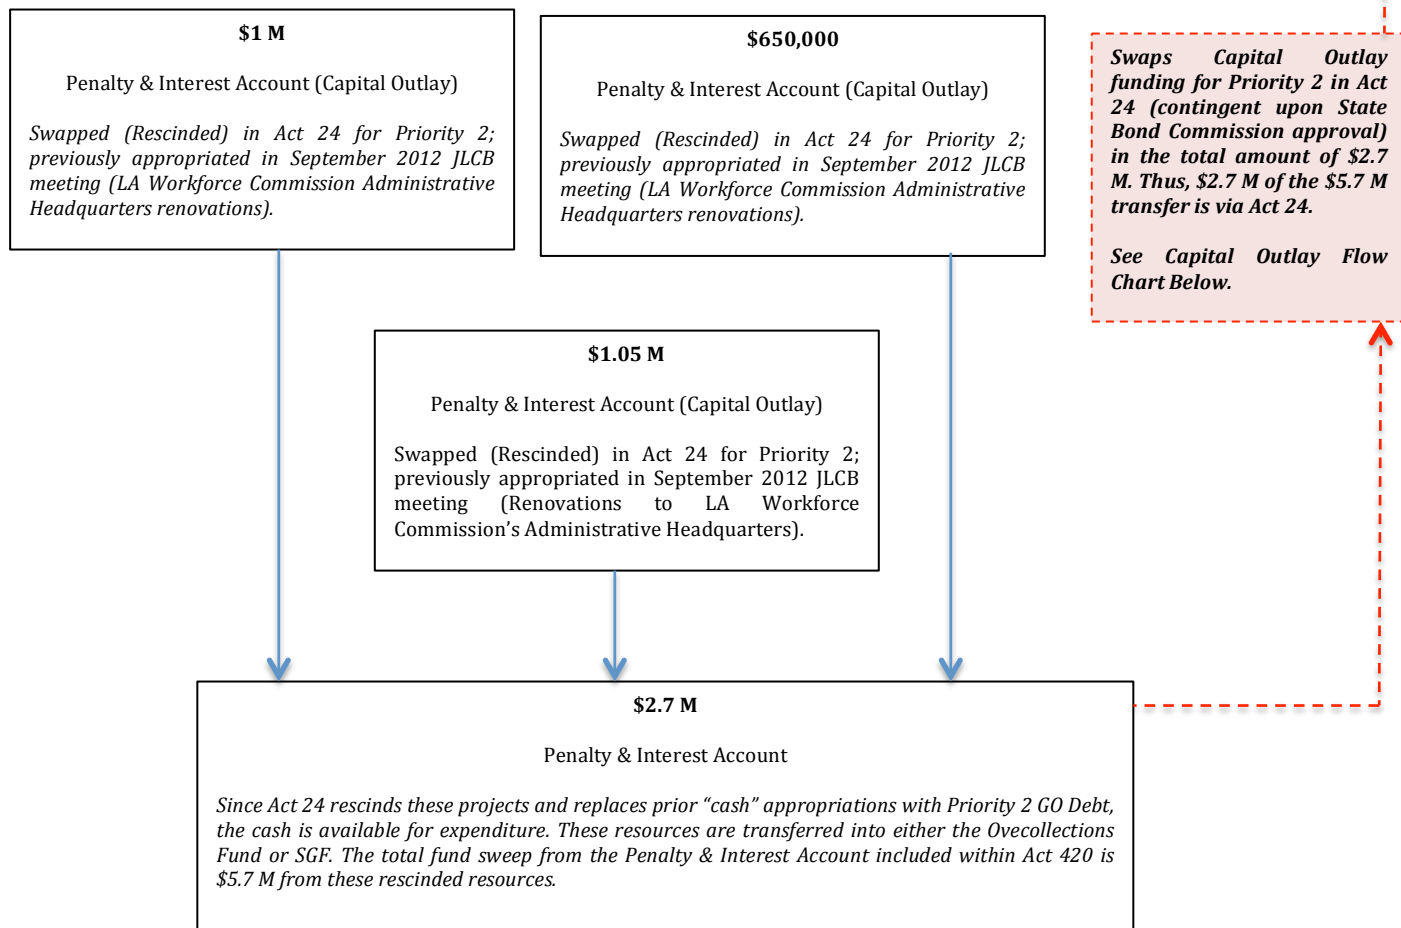 $1 M
Penalty & Interest Account (Capital Outlay)
Swapped (Rescinded) in Act 24 for Priority 2;
previously appropriated in September 2012 JLCB
meeting (LA Workforce Commission Administrative
Headquarters renovations).
$650,000
Penalty & Interest Account (Capital Outlay)
Swapped (Rescinded) in Act 24 for Priority 2;
previously appropriated in September 2012 JLCB
meeting (LA Workforce Commission Administrative
Headquarters renovations).
Swaps Capital Outlay
funding for Priority 2 in Act
24 (contingent upon State
Bond Commission approval)
in the total amount of $2.7
M. Thus, $2.7 M of the $5.7 M
transfer is via Act 24.
See Capital Outlay Flow
Chart Below.
$1.05 M
Penalty & Interest Account (Capital Outlay)
Swapped (Rescinded) in Act 24 for Priority 2;
previously appropriated in September 2012 JLCB
meeting (Renovations to LA Workforce
Commission’s Administrative Headquarters).
$2.7 M
Penalty & Interest Account
Since Act 24 rescinds these projects and replaces prior “cash” appropriations with Priority 2 GO Debt,
the cash is available for expenditure. These resources are transferred into either the Ovecollections
Fund or SGF. The total fund sweep from the Penalty & Interest Account included within Act 420 is
$5.7 M from these rescinded resources.